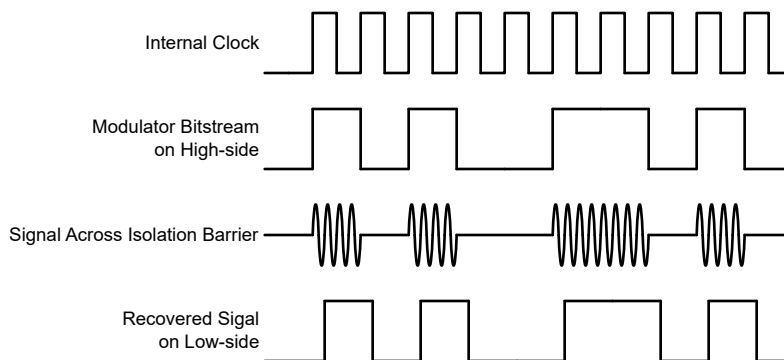 Internal Clock
Modulator Bitstream
on High-side
Signal Across Isolation Barrier
Recovered Sigal
on Low-side